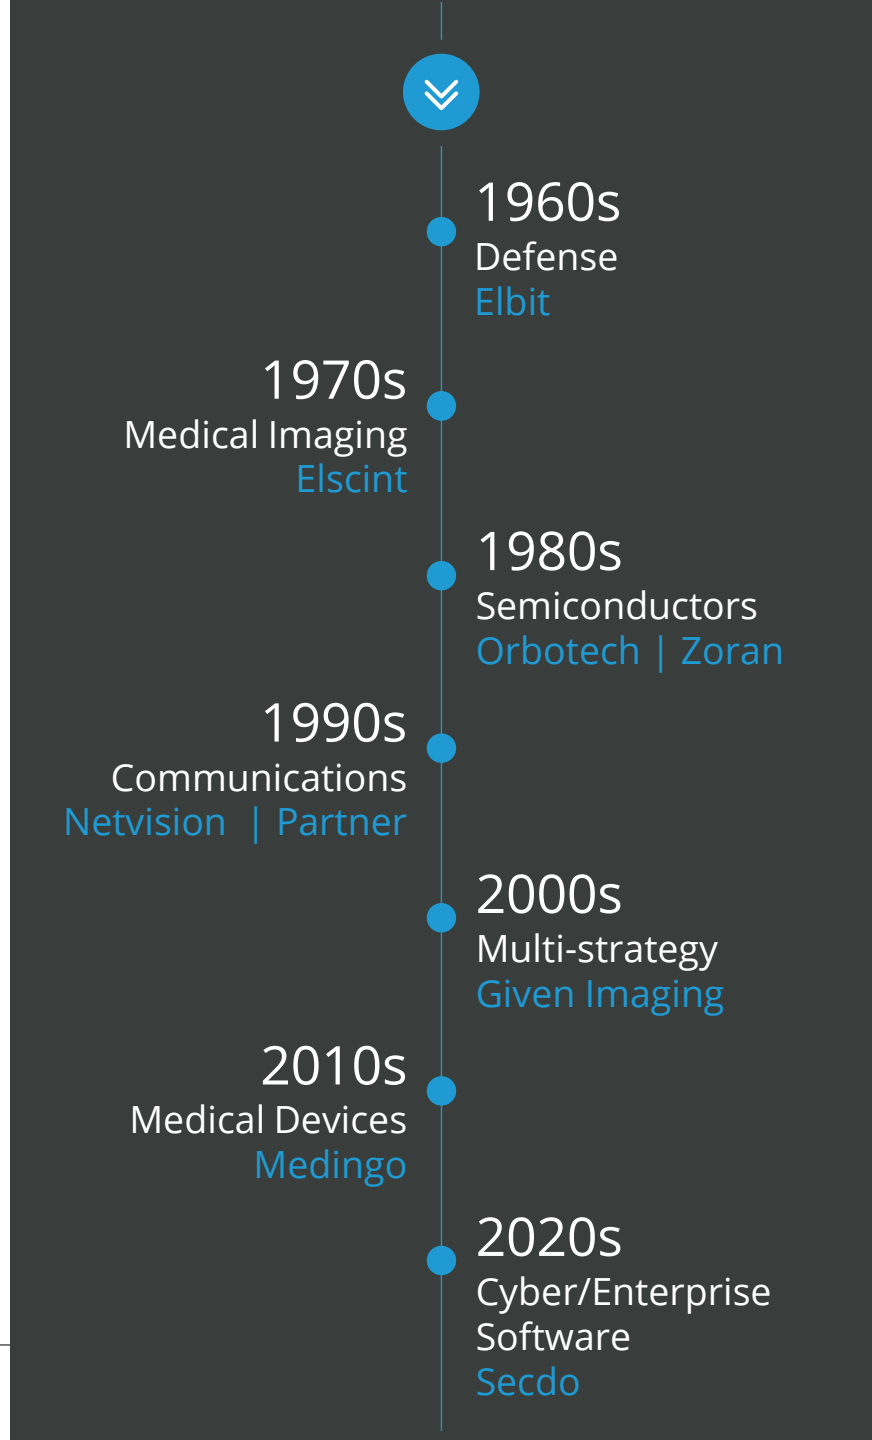 1960s
Defense
Elbit
1970s
Medical Imaging
Elscint
1980s
Semiconductors
Orbotech | Zoran
1990s
Communications
Netvision | Partner
2000s
Multi-strategy
Given Imaging
2010s
Medical Devices
Medingo
2020s
Cyber/Enterprise
Software
Secdo